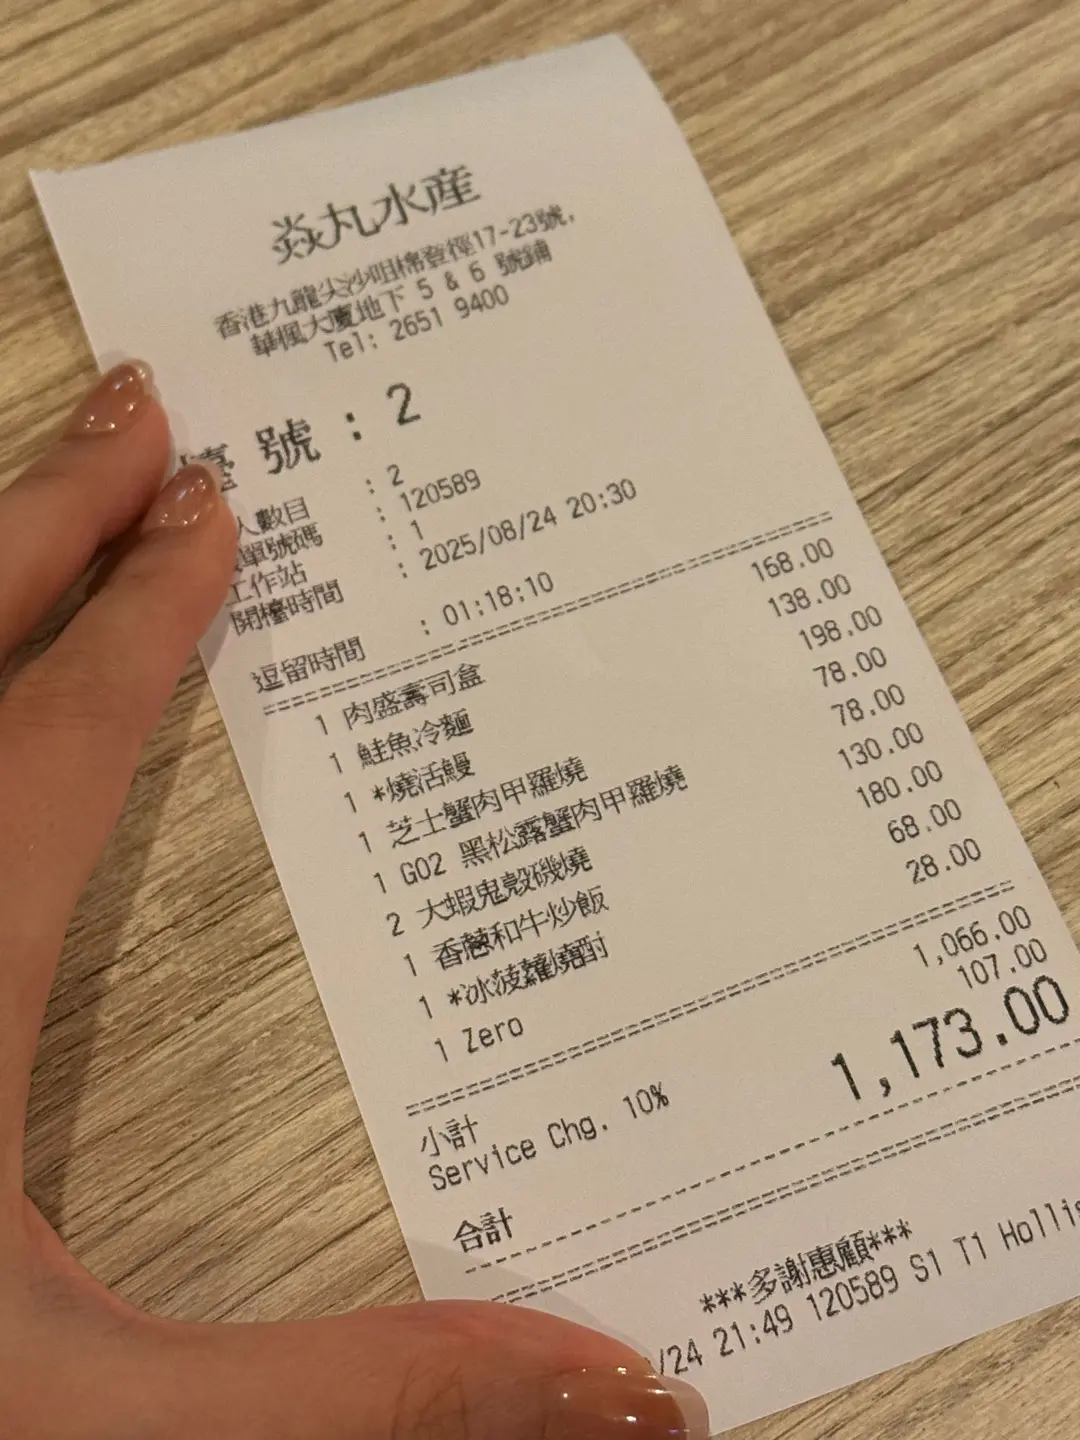 焱丸水産
香港九龍尖沙咀棉登徑17-23號,
華楓大廈地下 5 & 6 號鋪
Tel: 2651 9400
檯號 : 2
人數目 : 2
單號碼 : 120589
工作站 : 1
開檯時間 : 2025/08/24 20:30
逗留時間 : 01:18:10
1 肉盛壽司盒 168.00
1 鮭魚冷麵 138.00
1 *燒活鰻 198.00
1 芝士蟹肉甲羅燒 78.00
1 G02 黑松露蟹肉甲羅燒 78.00
2 大蝦鬼殼磯燒 130.00
1 香蔥和牛炒飯 180.00
1 *冰菠蘿燒酎 68.00
1 Zero 28.00
小計 1,066.00
Service Chg. 10% 107.00
合計 1,173.00
***多謝惠顧***
/24 21:49 120589 S1 T1 Hollis